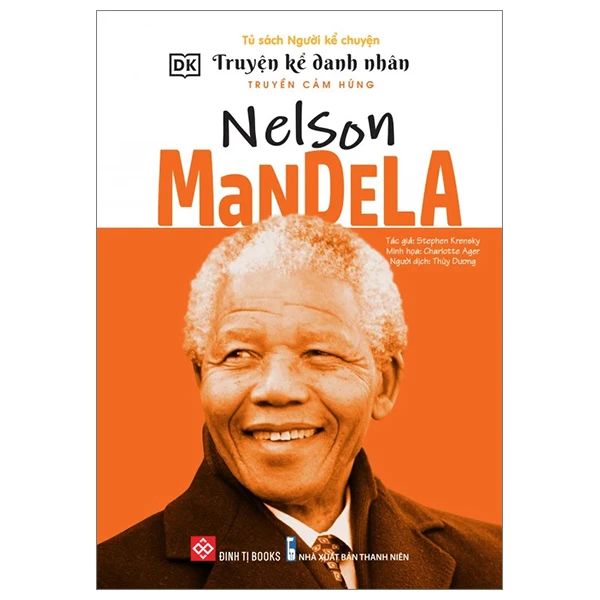 Tủ sách Người kể chuyện
DK Truyện kể danh nhân
TRUYỀN CẢM HỨNG
Nelson
MaNDELA
Tác giả: Stephen Krensky
Minh họa: Charlotte Ager
Người dịch: Thùy Dương
ĐINH TỊ BOOKS NHÀ XUẤT BẢN THANH NIÊN